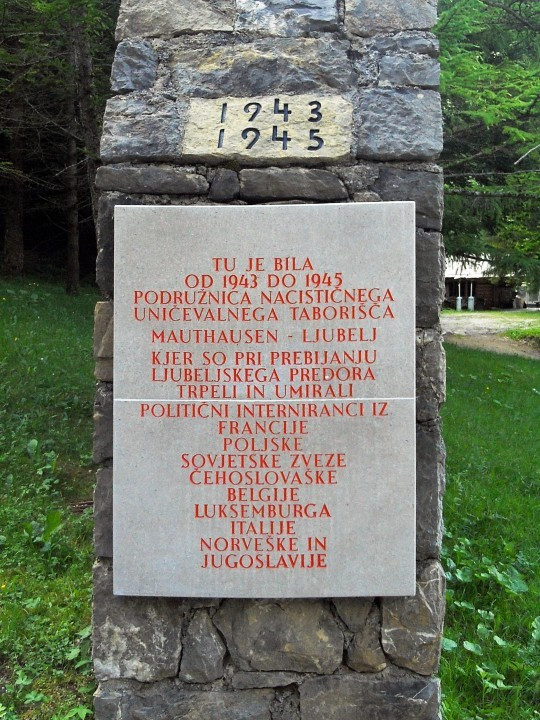 1943
1945
TU JE BILA
OD 1943 DO 1945
PODRUŽNICA NACISTIČNEGA
UNIČEVALNEGA TABORIŠČA
MAUTHAUSEN - LJUBELJ
KJER SO PRI PREBIJANJU
LJUBELJSKEGA PREDORA
TRPELI IN UMIRALI
POLITIČNI INTERNIRANCI IZ
FRANCIJE
POLJSKE
SOVJETSKE ZVEZE
ČEHOSLOVAŠKE
BELGIJE
LUKSEMBURGA
ITALIJE
NORVEŠKE IN
JUGOSLAVIJE